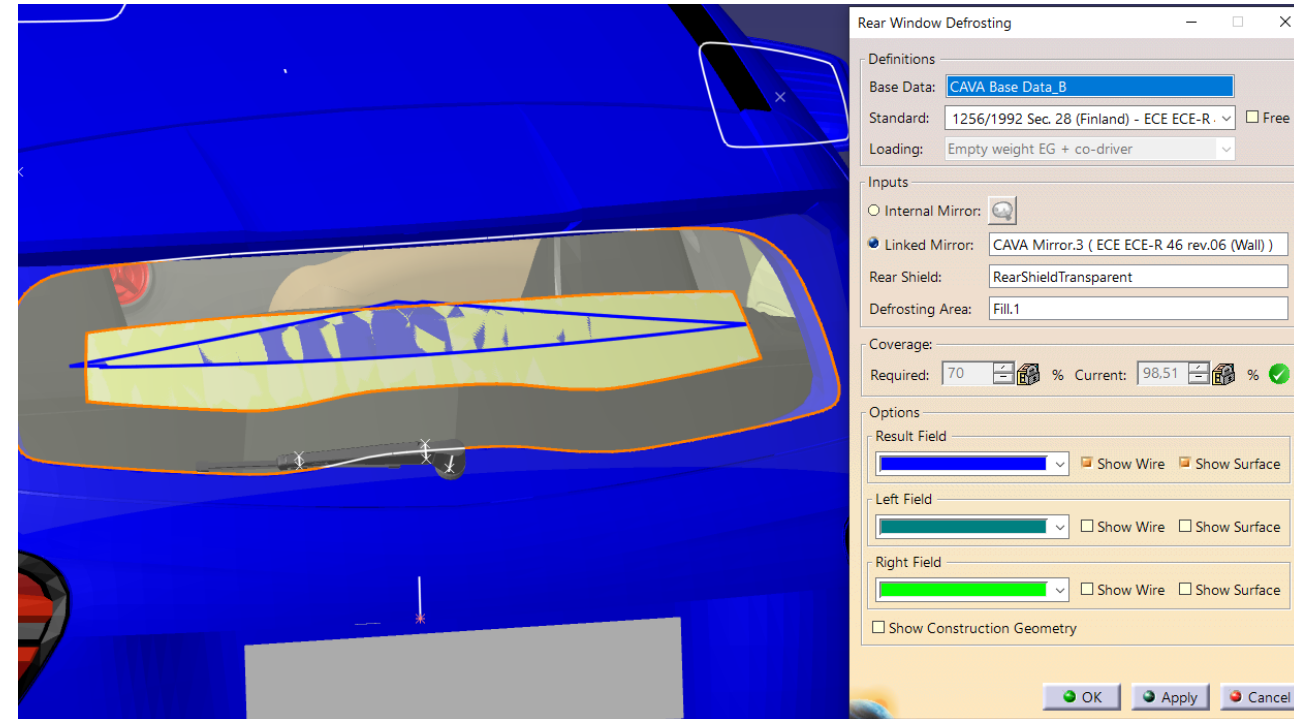 Rear Window Defrosting
Definitions
Base Data: CAVA Base Data_B
Standard: 1256/1992 Sec. 28 (Finland) - ECE ECE-R Free
Loading: Empty weight EG + co-driver
Inputs
Internal Mirror:
Linked Mirror: CAVA Mirror.3 ( ECE ECE-R 46 rev.06 (Wall) )
Rear Shield: RearShieldTransparent
Defrosting Area: Fill.1
Coverage:
Required: 70 % Current: 98,51 %
Options
Result Field
Show Wire Show Surface
Left Field
Show Wire Show Surface
Right Field
Show Wire Show Surface
Show Construction Geometry
OK Apply Cancel